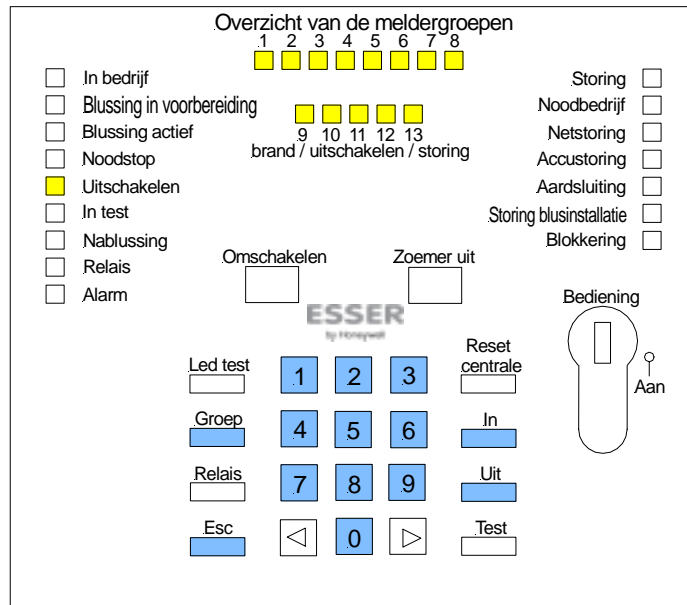 Overzicht van de meldergroepen
1 2 3 4 5 6 7 8
9 10 11 12 13
brand / uitschakelen / storing
In bedrijf
Blussing in voorbereiding
Blussing actief
Noodstop
Uitschakelen
In test
Nablussing
Relais
Alarm
Storing
Noodbedrijf
Netstoring
Accustoring
Aardsluiting
Storing blusinstallatie
Blokkering
Omschakelen
Zoemer uit
ESSER
by Honeywell
Bediening
Aan
Led test
1 2 3
Reset
centrale
Groep
4 5 6
In
Relais
7 8 9
Uit
Esc
0
Test